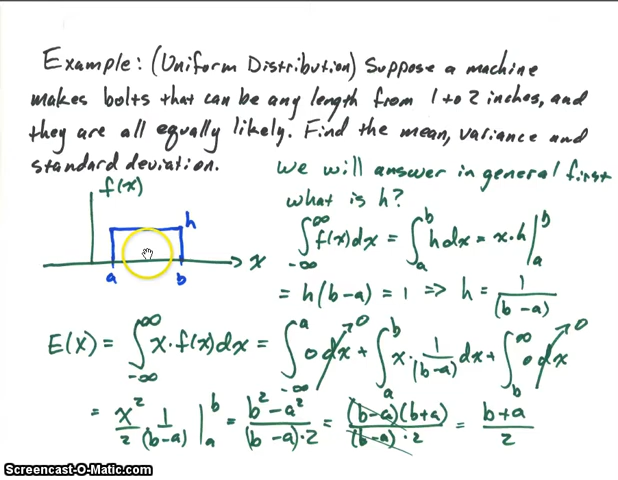 Example: (Uniform Distribution) Suppose a machine
makes bolts that can be any length from 1 to 2 inches, and
they are all equally likely. Find the mean, variance and
standard deviation.
we will answer in general first
what is h?
f(x)
h
a b x
∫_{-∞}^{∞} f(x)dx = ∫_a^b h dx = x·h |_a^b
= h(b-a) = 1 ⇒ h = 1/(b-a)
E(X) = ∫_{-∞}^{∞} x·f(x)dx = ∫_{-∞}^a 0 dx→0 + ∫_a^b x·1/(b-a) dx + ∫_b^{∞} 0 dx→0
= x²/2 · 1/(b-a) |_a^b = (b²-a²)/((b-a)·2) = (b-a)(b+a)/((b-a)·2) = (b+a)/2
Screencast-O-Matic.com